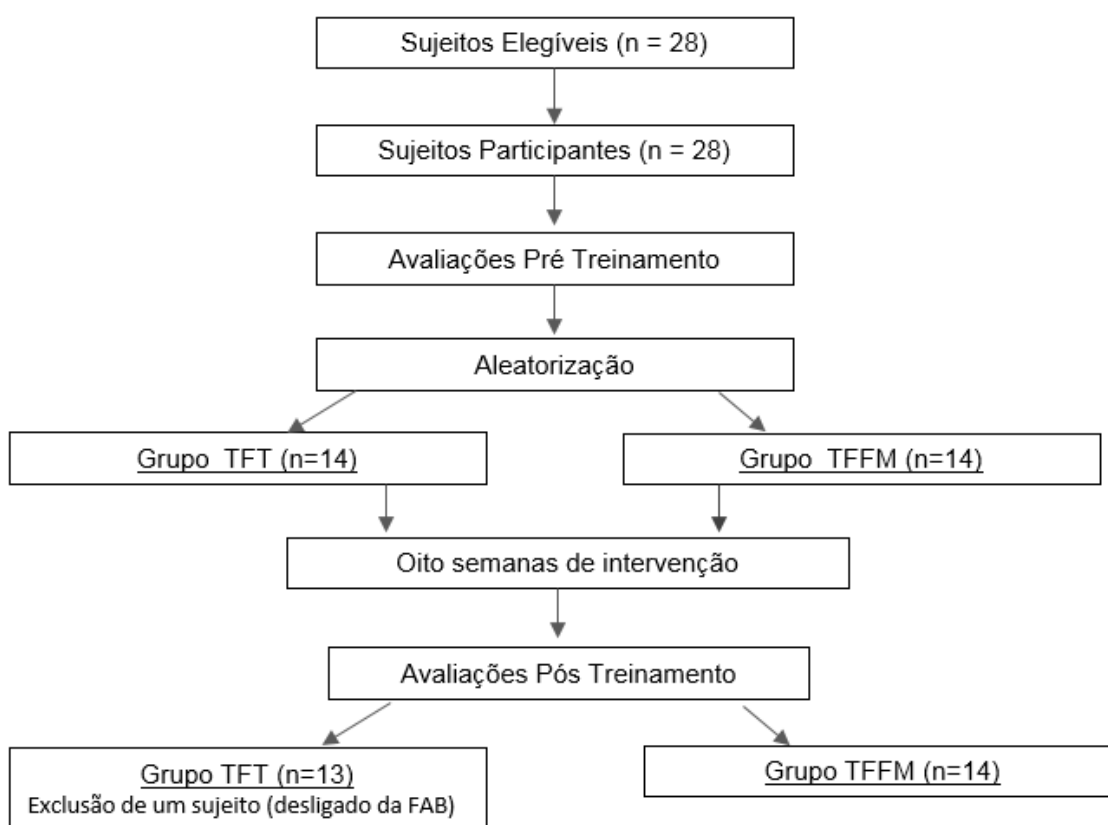 Sujeitos Elegíveis (n = 28)
Sujeitos Participantes (n = 28)
Avaliações Pré Treinamento
Aleatorização
Grupo TFT (n=14)
Grupo TFFM (n=14)
Oito semanas de intervenção
Avaliações Pós Treinamento
Grupo TFT (n=13)
Exclusão de um sujeito (desligado da FAB)
Grupo TFFM (n=14)